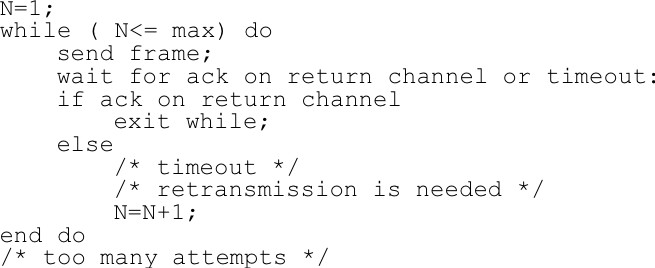 N=1;
while ( N<= max) do
    send frame;
    wait for ack on return channel or timeout:
    if ack on return channel
        exit while;
    else
        /* timeout */
        /* retransmission is needed */
        N=N+1;
end do
/* too many attempts */